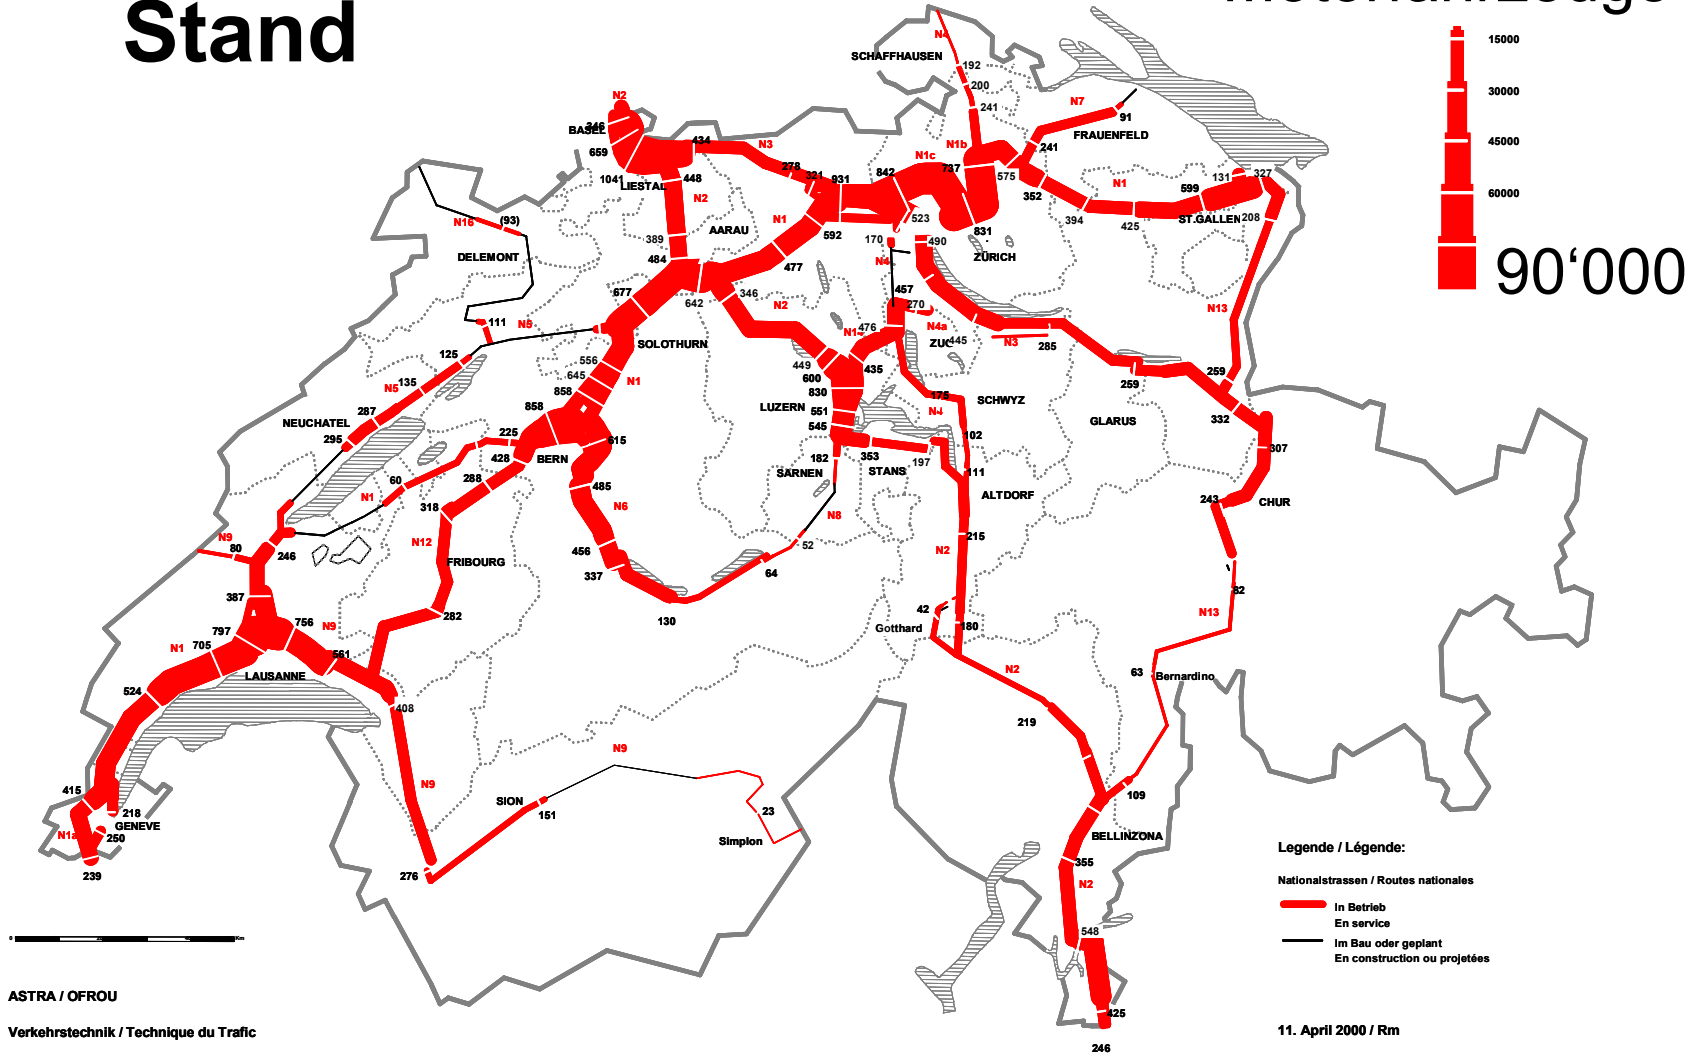 Stand
15000
30000
45000
60000
90‘000
N4
SCHAFFHAUSEN
192
200
241
N7
91
FRAUENFELD
241
N2
BASEL
346
659
1041
LIESTAL
434
448
N2
N3
278
321
931
842
N1c
N1b
737
575
352
N1
394
425
599
131
327
ST.GALLEN
208
N16
(93)
DELEMONT
389
484
AARAU
N1
592
477
523
170
490
831
ZÜRICH
N4
457
270
677
642
346
N2
N13
111
N5
SOLOTHURN
476
N4a
445
N3
285
125
556
645
N1
449
600
435
259
259
N5
135
858
858
830
LUZERN
551
175
SCHWYZ
N4
GLARUS
332
287
NEUCHATEL
295
225
428
BERN
615
545
102
307
182
353
197
SARNEN
STANS
111
60
N1
288
485
ALTDORF
243
CHUR
318
N6
N8
N9
80
246
N12
FRIBOURG
456
337
52
64
N2
215
387
282
130
42
Gotthard
180
82
N13
797
756
N9
N1
705
561
LAUSANNE
N2
63
Bernardino
524
408
219
N9
N9
415
218
GENEVE
N1a
250
239
SION
151
23
Simplon
276
109
BELLINZONA
355
N2
548
425
246
Legende / Légende:
Nationalstrassen / Routes nationales
In Betrieb
En service
Im Bau oder geplant
En construction ou projetées
ASTRA / OFROU
Verkehrstechnik / Technique du Trafic
11. April 2000 / Rm